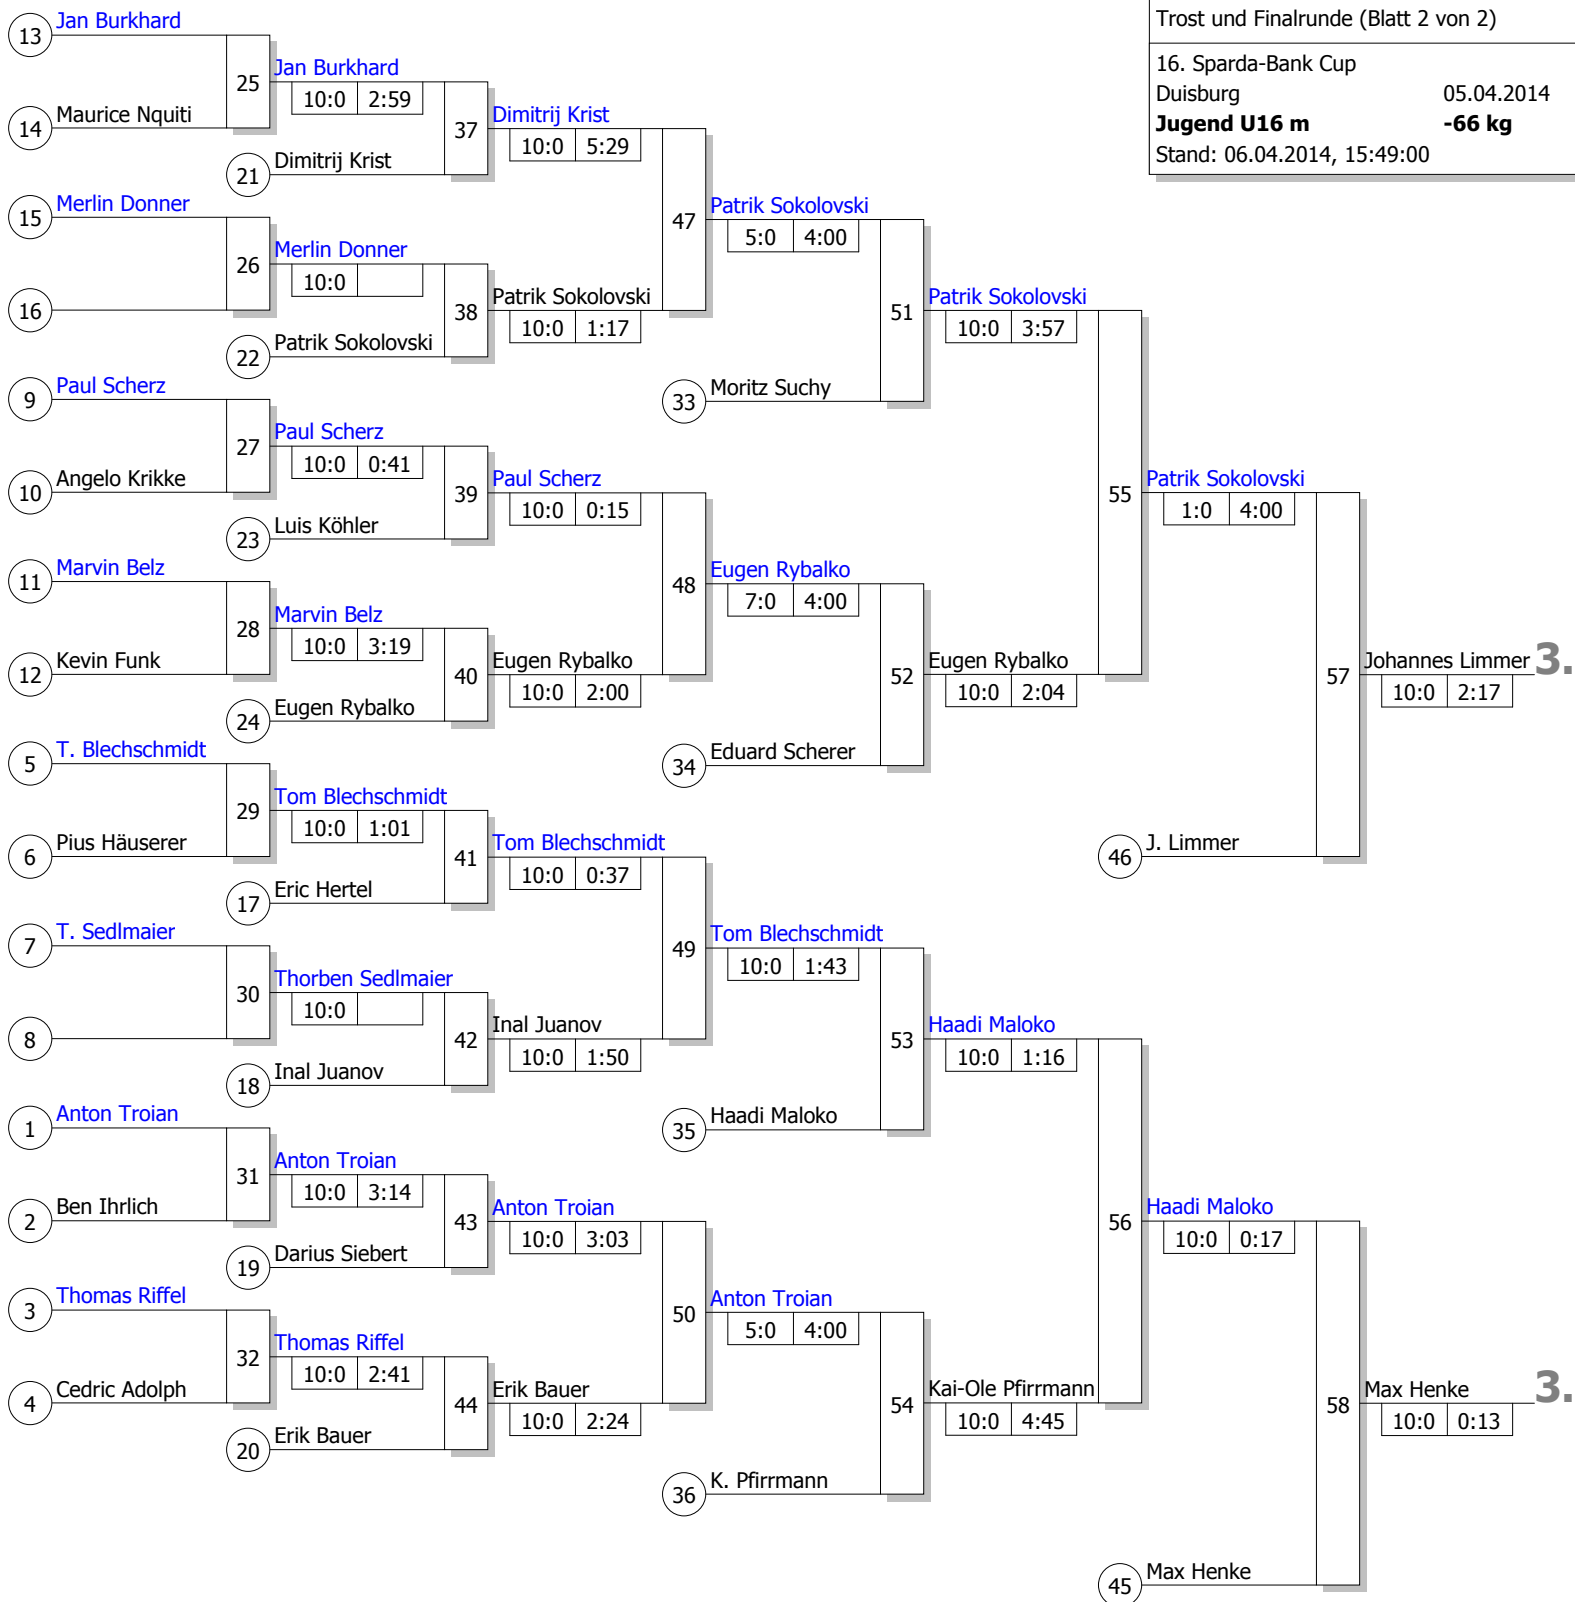 Trost und Finalrunde (Blatt 2 von 2)
16. Sparda-Bank Cup
Duisburg 05.04.2014
Jugend U16 m -66 kg
Stand: 06.04.2014, 15:49:00
13 Jan Burkhard
25 Jan Burkhard
10:0 2:59
14 Maurice Nquiti
37 Dimitrij Krist
10:0 5:29
21 Dimitrij Krist
15 Merlin Donner
47 Patrik Sokolovski
5:0 4:00
26 Merlin Donner
10:0
16
38 Patrik Sokolovski
10:0 1:17
22 Patrik Sokolovski
51 Patrik Sokolovski
10:0 3:57
9 Paul Scherz
33 Moritz Suchy
27 Paul Scherz
10:0 0:41
10 Angelo Krikke
39 Paul Scherz
10:0 0:15
23 Luis Köhler
55 Patrik Sokolovski
1:0 4:00
11 Marvin Belz
48 Eugen Rybalko
7:0 4:00
28 Marvin Belz
10:0 3:19
12 Kevin Funk
40 Eugen Rybalko
10:0 2:00
24 Eugen Rybalko
52 Eugen Rybalko
10:0 2:04
57 Johannes Limmer 3.
10:0 2:17
5 T. Blechschmidt
34 Eduard Scherer
29 Tom Blechschmidt
10:0 1:01
6 Pius Häuserer
41 Tom Blechschmidt
10:0 0:37
46 J. Limmer
17 Eric Hertel
7 T. Sedlmaier
49 Tom Blechschmidt
10:0 1:43
30 Thorben Sedlmaier
10:0
8
42 Inal Juanov
10:0 1:50
18 Inal Juanov
53 Haadi Maloko
10:0 1:16
1 Anton Troian
35 Haadi Maloko
31 Anton Troian
10:0 3:14
2 Ben Ihrlich
43 Anton Troian
10:0 3:03
19 Darius Siebert
56 Haadi Maloko
10:0 0:17
3 Thomas Riffel
50 Anton Troian
5:0 4:00
32 Thomas Riffel
10:0 2:41
4 Cedric Adolph
44 Erik Bauer
10:0 2:24
20 Erik Bauer
54 Kai-Ole Pfirrmann
10:0 4:45
58 Max Henke 3.
10:0 0:13
36 K. Pfirrmann
45 Max Henke